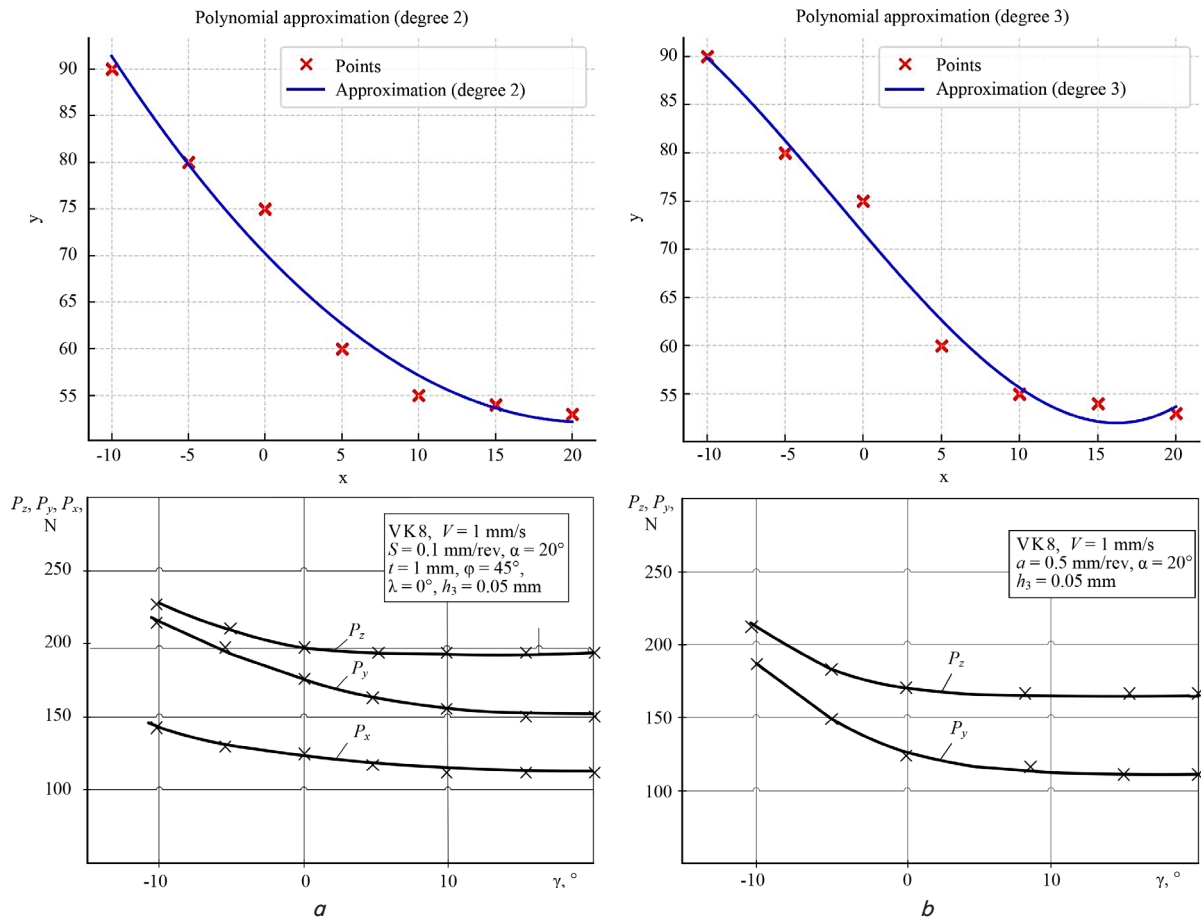 Polynomial approximation (degree 2)
90
85
80
75
70
65
60
55
y
Points
Approximation (degree 2)
-10
-5
0
5
10
15
20
x
Polynomial approximation (degree 3)
90
85
80
75
70
65
60
55
y
Points
Approximation (degree 3)
-10
-5
0
5
10
15
20
x
Pz, Py, Px,
N
250
200
150
100
VK8, V = 1 mm/s
S = 0.1 mm/rev, α = 20°
t = 1 mm, φ = 45°,
λ = 0°, h3 = 0.05 mm
Pz
Py
Px
-10
0
10
γ, °
a
Pz, Py,
N
250
200
150
100
VK8, V = 1 mm/s
a = 0.5 mm/rev, α = 20°
h3 = 0.05 mm
Pz
Py
-10
0
10
γ, °
b